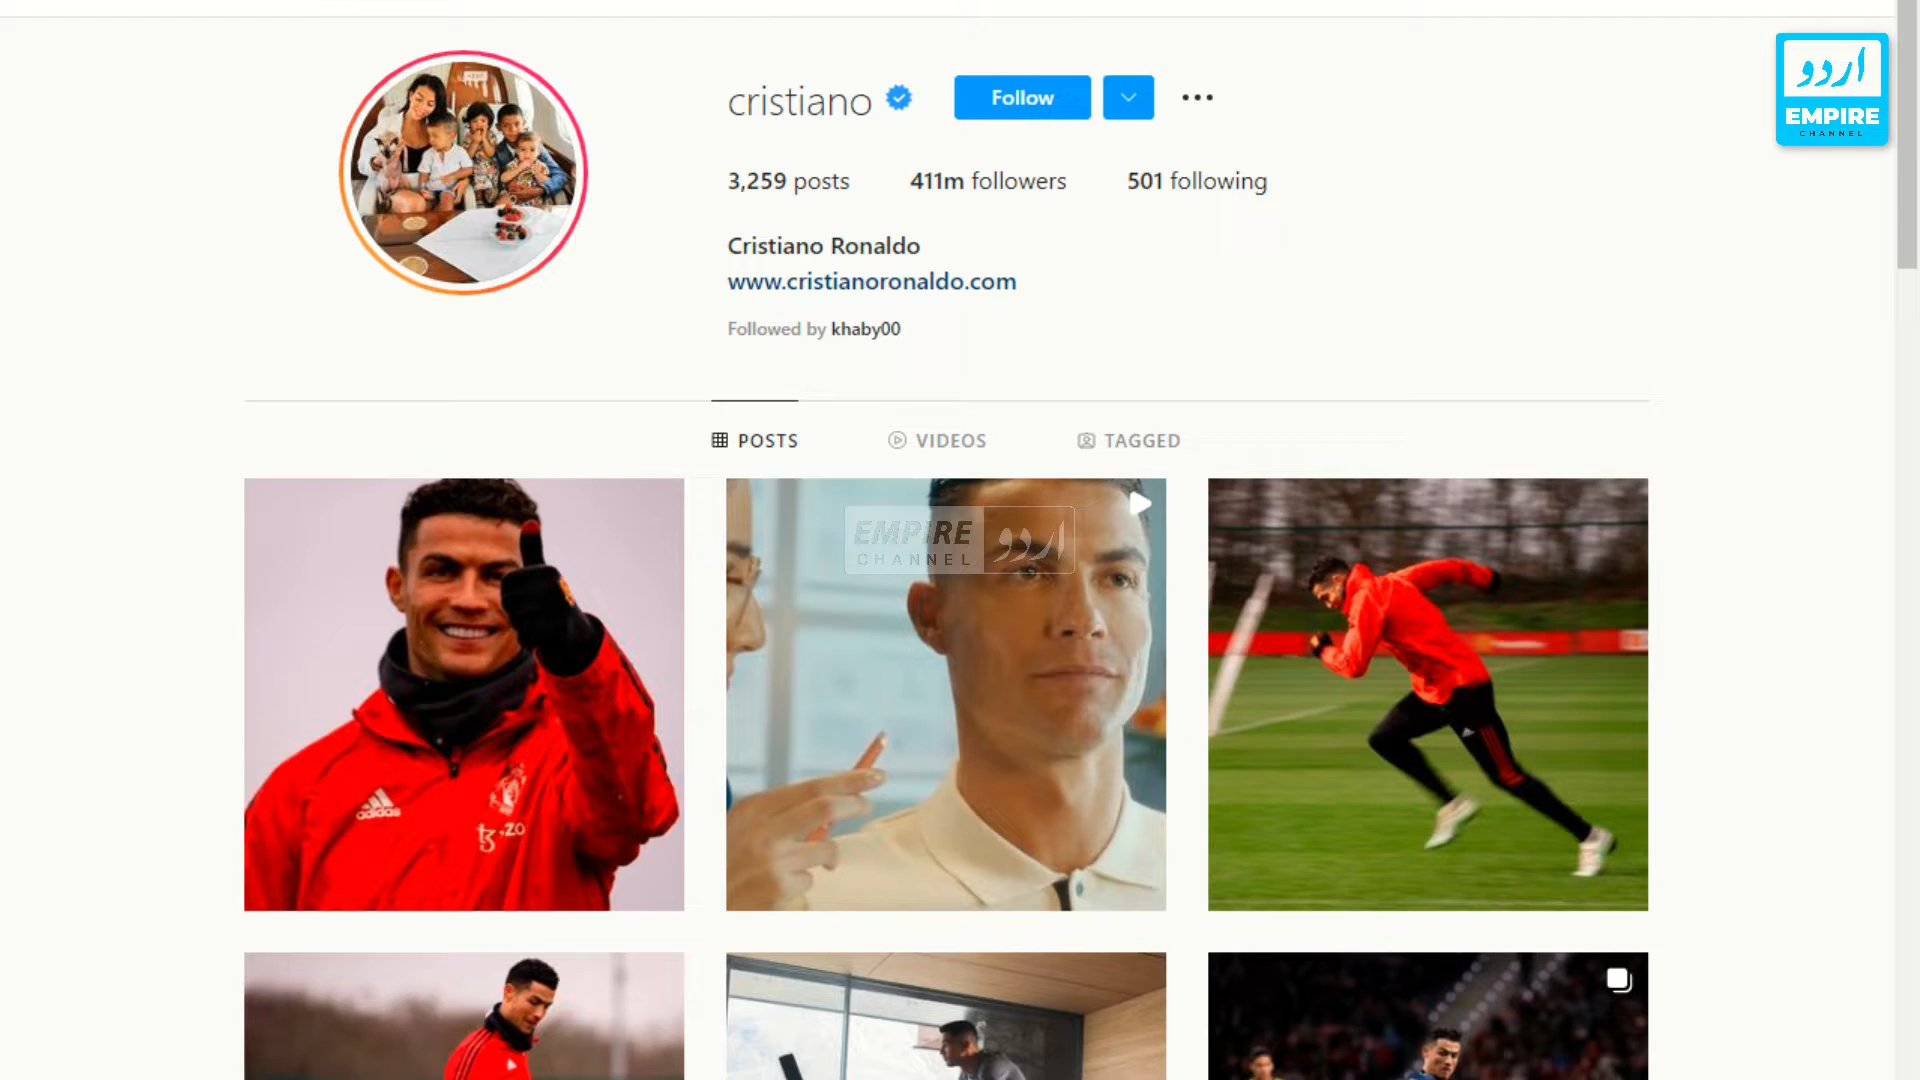 cristiano
Follow
3,259 posts
411m followers
501 following
Cristiano Ronaldo
www.cristianoronaldo.com
Followed by khaby00
POSTS
VIDEOS
TAGGED
اردو
EMPIRE
CHANNEL
EMPIRE
CHANNEL
اردو
adidas